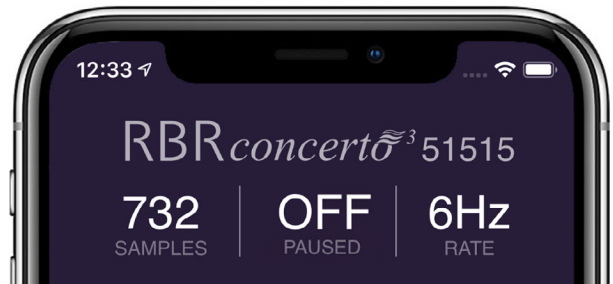 12:33
RBRconcerto³ 51515
732 OFF 6Hz
SAMPLES PAUSED RATE